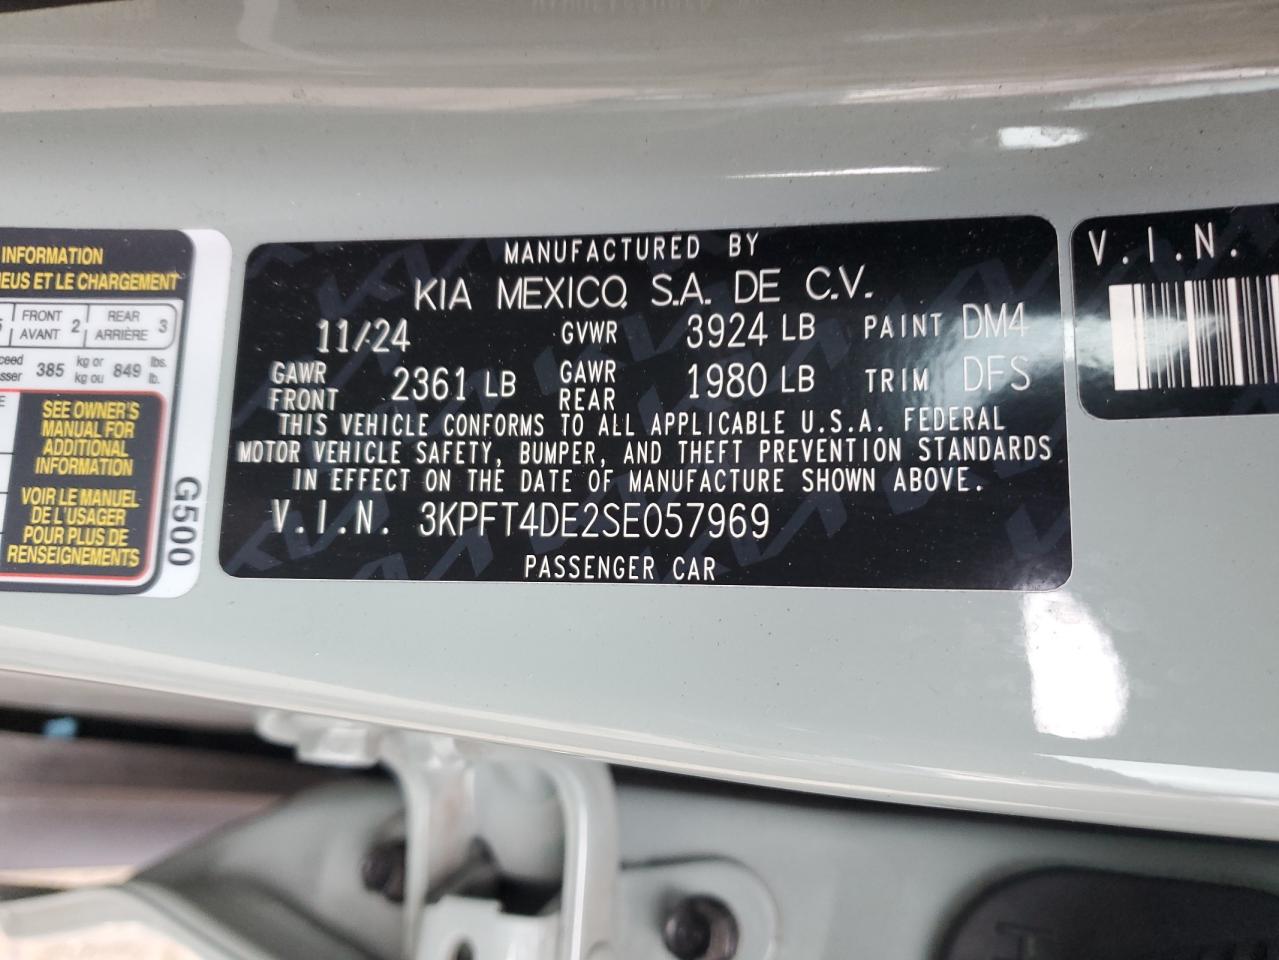 INFORMATION
EUS ET LE CHARGEMENT
FRONT
AVANT 2
REAR
ARRIÈRE 3
385 kg or
kg ou 849 lbs.
lb.
SEE OWNER'S
MANUAL FOR
ADDITIONAL
INFORMATION
VOIR LE MANUEL
DE L'USAGER
POUR PLUS DE
RENSEIGNEMENTS
G500
MANUFACTURED BY
KIA MEXICO, S.A. DE C.V.
11/24 GVWR 3924 LB PAINT DM4
GAWR
FRONT 2361 LB GAWR
REAR 1980 LB TRIM DFS
THIS VEHICLE CONFORMS TO ALL APPLICABLE U.S.A. FEDERAL
MOTOR VEHICLE SAFETY, BUMPER, AND THEFT PREVENTION STANDARDS
IN EFFECT ON THE DATE OF MANUFACTURE SHOWN ABOVE.
V.I.N. 3KPFT4DE2SE057969
PASSENGER CAR
V.I.N.